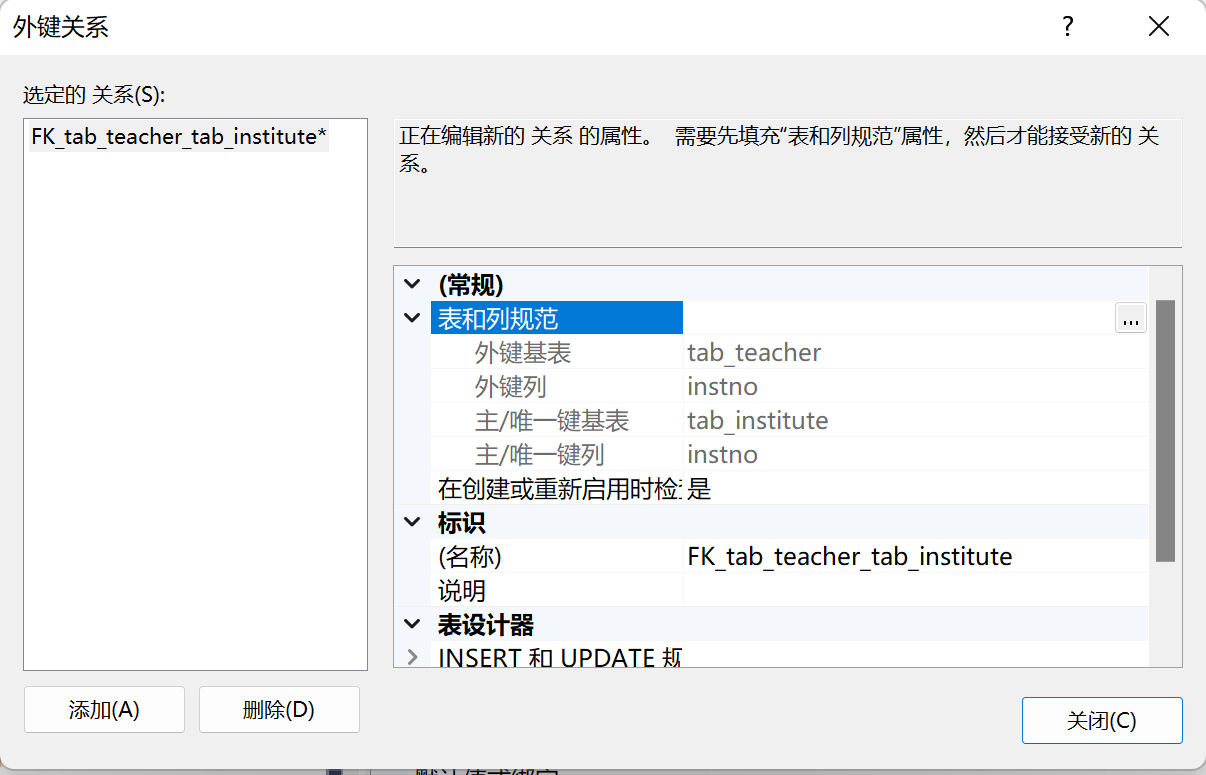 外键关系
?
选定的 关系(S):
FK_tab_teacher_tab_institute*
正在编辑新的 关系 的属性。 需要先填充“表和列规范”属性，然后才能接受新的 关
系。
(常规)
表和列规范
...
外键基表 tab_teacher
外键列 instno
主/唯一键基表 tab_institute
主/唯一键列 instno
在创建或重新启用时检 是
标识
(名称) FK_tab_teacher_tab_institute
说明
表设计器
INSERT 和 UPDATE 规
添加(A) 删除(D)
关闭(C)